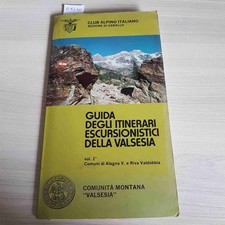 CLUB ALPINO ITALIANO
SEZIONE DI VARALLO
GUIDA
DEGLI ITINERARI
ESCURSIONISTICI
DELLA VALSESIA
vol. 1°
Comuni di Alagna V. e Riva Valdobbia
COMUNITÀ MONTANA
"VALSESIA"